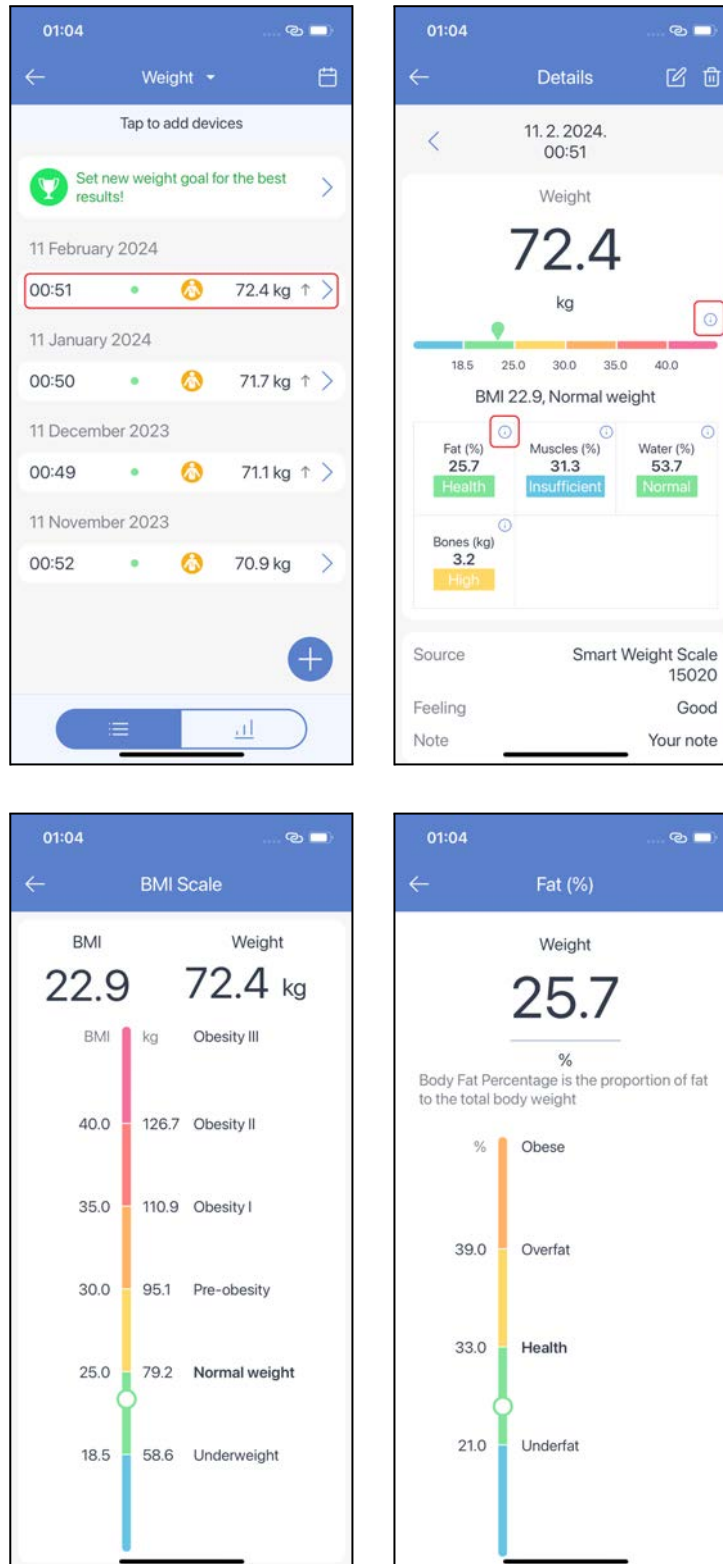 01:04
Weight
Tap to add devices
Set new weight goal for the best
results!
11 February 2024
00:51 72.4 kg ↑
11 January 2024
00:50 71.7 kg ↑
11 December 2023
00:49 71.1 kg ↑
11 November 2023
00:52 70.9 kg
01:04
Details
11. 2. 2024.
00:51
Weight
72.4
kg
18.5 25.0 30.0 35.0 40.0
BMI 22.9, Normal weight
Fat (%) Muscles (%) Water (%)
25.7 31.3 53.7
Health Insufficient Normal
Bones (kg)
3.2
High
Source Smart Weight Scale
15020
Feeling Good
Note Your note
01:04
BMI Scale
BMI Weight
22.9 72.4 kg
BMI kg Obesity III
40.0 126.7 Obesity II
35.0 110.9 Obesity I
30.0 95.1 Pre-obesity
25.0 79.2 Normal weight
18.5 58.6 Underweight
01:04
Fat (%)
Weight
25.7
%
Body Fat Percentage is the proportion of fat
to the total body weight
% Obese
39.0 Overfat
33.0 Health
21.0 Underfat